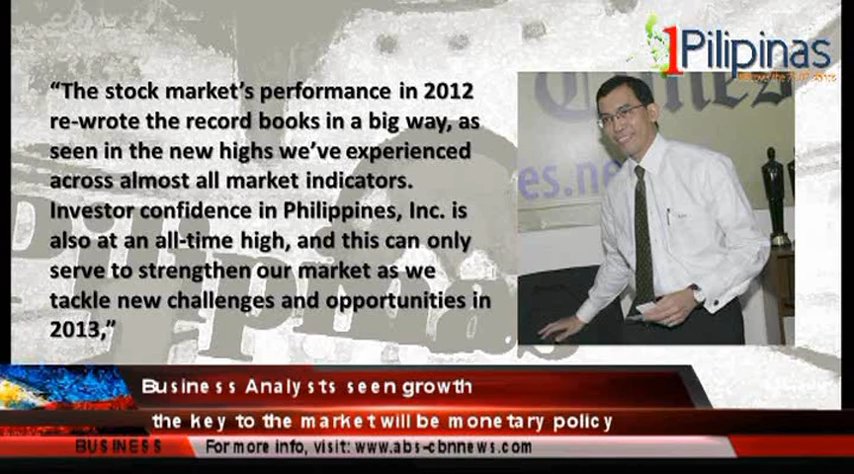 1Pilipinas
“The stock market’s performance in 2012
re-wrote the record books in a big way, as
seen in the new highs we’ve experienced
across almost all market indicators.
Investor confidence in Philippines, Inc. is
also at an all-time high, and this can only
serve to strengthen our market as we
tackle new challenges and opportunities in
2013,”
es.ne
Business Analysts seen growth
the key to the market will be monetary policy
BUSINESS For more info, visit: www.abs-cbnnews.com